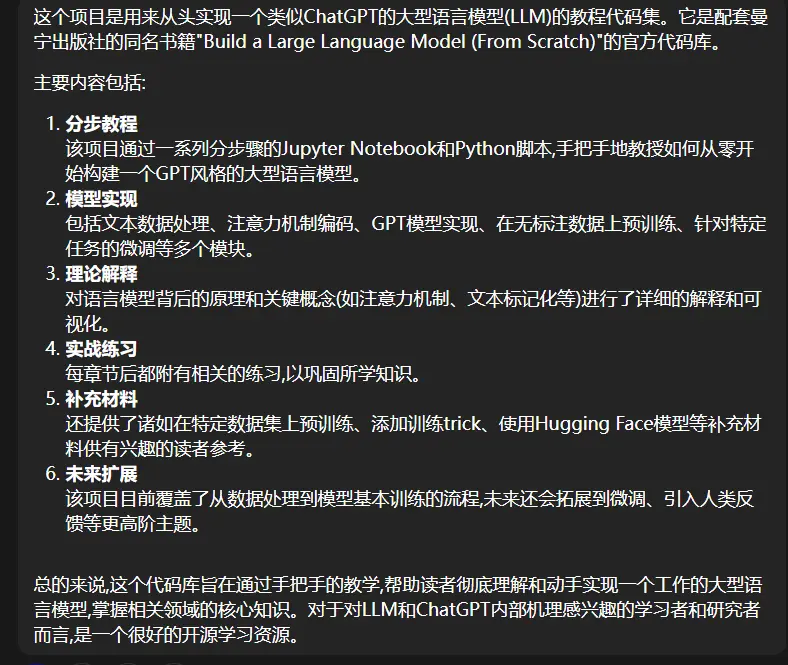 这个项目是用来从头实现一个类似ChatGPT的大型语言模型(LLM)的教程代码集。它是配套曼
宁出版社的同名书籍"Build a Large Language Model (From Scratch)"的官方代码库。
主要内容包括:
1. 分步教程
该项目通过一系列分步骤的Jupyter Notebook和Python脚本,手把手地教授如何从零开
始构建一个GPT风格的大型语言模型。
2. 模型实现
包括文本数据处理、注意力机制编码、GPT模型实现、在无标注数据上预训练、针对特定
任务的微调等多个模块。
3. 理论解释
对语言模型背后的原理和关键概念(如注意力机制、文本标记化等)进行了详细的解释和可
视化。
4. 实战练习
每章节后都附有相关的练习,以巩固所学知识。
5. 补充材料
还提供了诸如在特定数据集上预训练、添加训练trick、使用Hugging Face模型等补充材
料供有兴趣的读者参考。
6. 未来扩展
该项目目前覆盖了从数据处理到模型基本训练的流程,未来还会拓展到微调、引入人类反
馈等更高阶主题。
总的来说,这个代码库旨在通过手把手的教学,帮助读者彻底理解和动手实现一个工作的大型语
言模型,掌握相关领域的核心知识。对于对LLM和ChatGPT内部机理感兴趣的学习者和研究者
而言,是一个很好的开源学习资源。